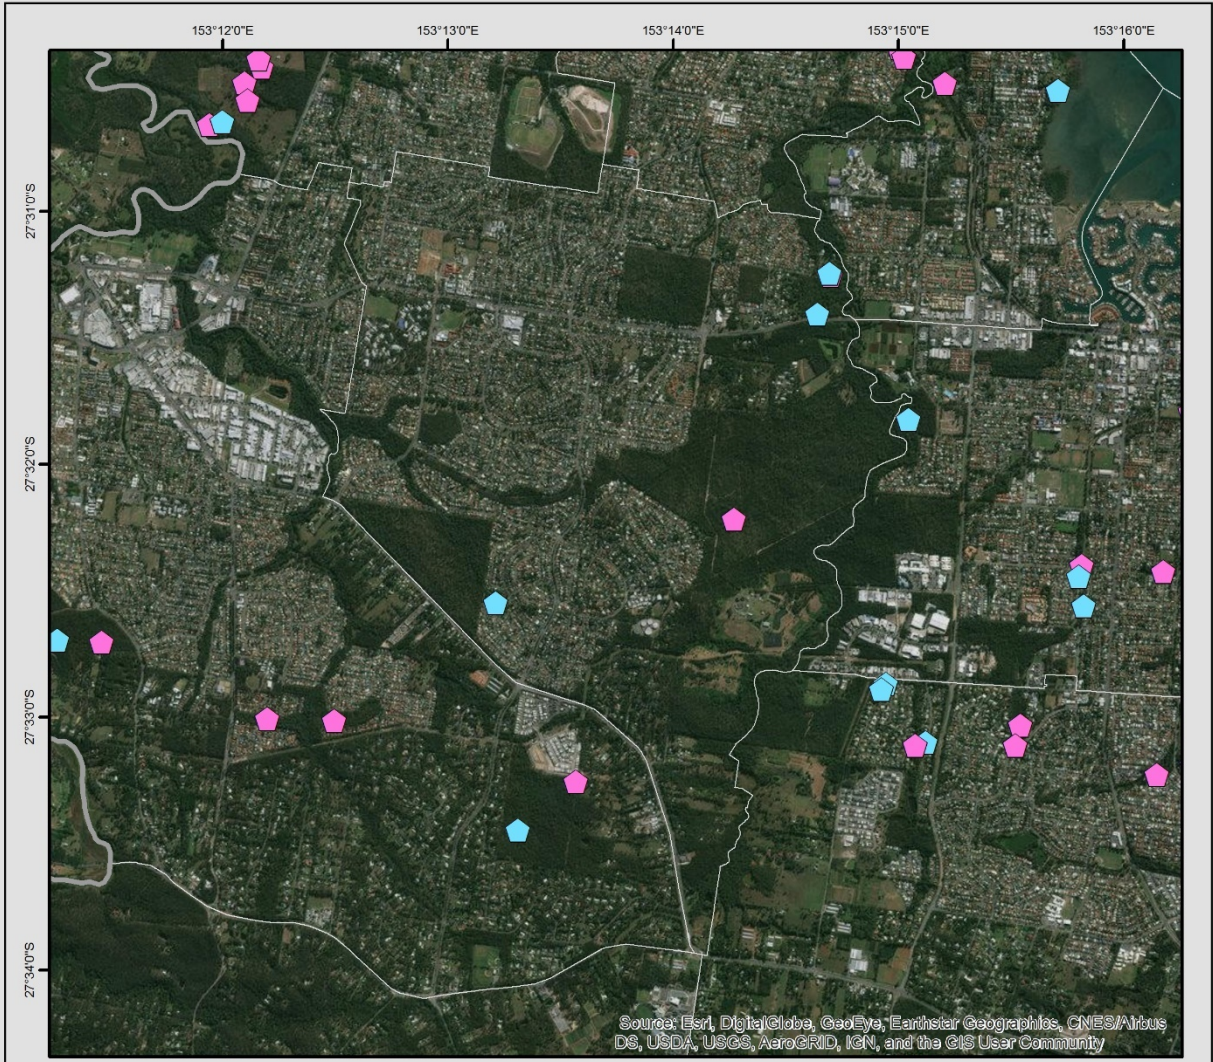 153°12'0"E
153°13'0"E
153°14'0"E
153°15'0"E
153°16'0"E
27°31'0"S
27°32'0"S
27°33'0"S
27°34'0"S
Source: Esri, DigitalGlobe, GeoEye, Earthstar Geographics, CNES/Airbus
DS, USDA, USGS, AeroGRID, IGN, and the GIS User Community